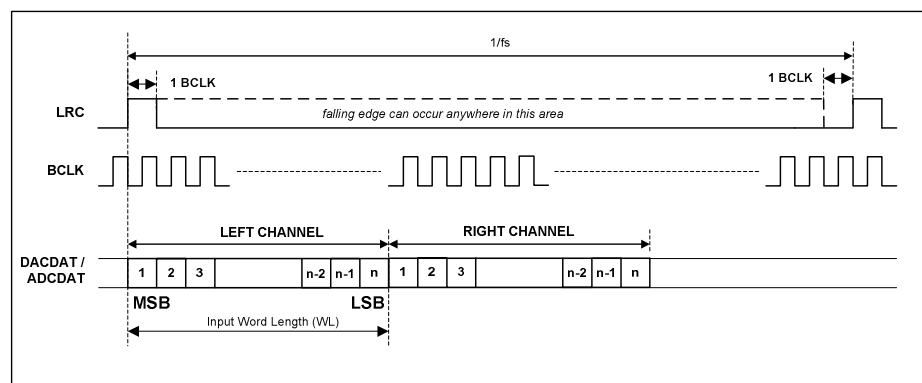 1/fs
1 BCLK
1 BCLK
LRC
falling edge can occur anywhere in this area
BCLK
LEFT CHANNEL
RIGHT CHANNEL
DACDAT /
ADCDAT
1 2 3 n-2 n-1 n 1 2 3 n-2 n-1 n
MSB
LSB
Input Word Length (WL)